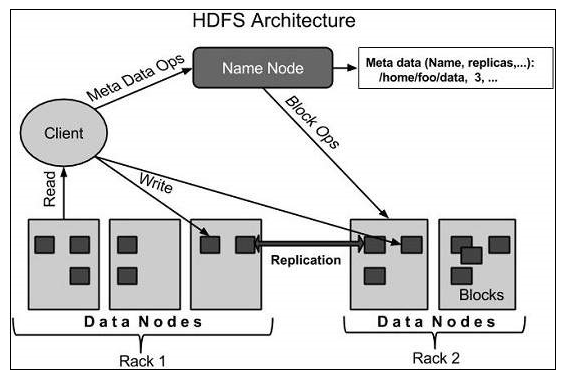 HDFS Architecture
Meta Data Ops
Name Node
Meta data (Name, replicas,...):
/home/foo/data, 3, ...
Client
Block Ops
Read
Write
Replication
Blocks
Data Nodes
Data Nodes
Rack 1
Rack 2